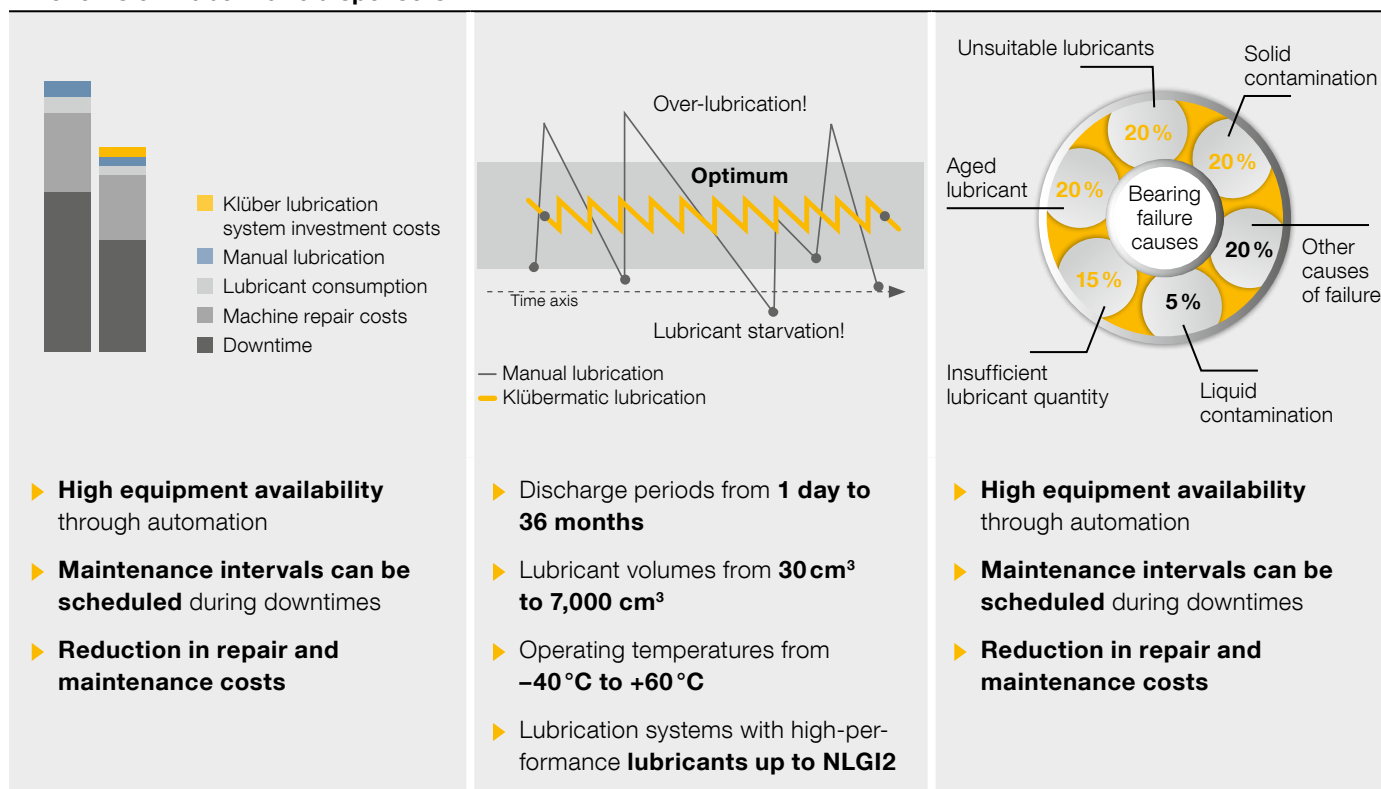 Over-lubrication!
Optimum
Time axis
Lubricant starvation!
— Manual lubrication
Klübermatic lubrication
Klüber lubrication
system investment costs
Manual lubrication
Lubricant consumption
Machine repair costs
Downtime
Unsuitable lubricants
Solid
contamination
20 %
20 %
Aged
lubricant
20 %
Bearing
failure
causes
20 %
Other
causes
of failure
15 %
5 %
Insufficient
lubricant quantity
Liquid
contamination
High equipment availability
through automation
Maintenance intervals can be
scheduled during downtimes
Reduction in repair and
maintenance costs
Discharge periods from 1 day to
36 months
Lubricant volumes from 30 cm³
to 7,000 cm³
Operating temperatures from
–40 °C to +60 °C
Lubrication systems with high-per-
formance lubricants up to NLGI2
High equipment availability
through automation
Maintenance intervals can be
scheduled during downtimes
Reduction in repair and
maintenance costs